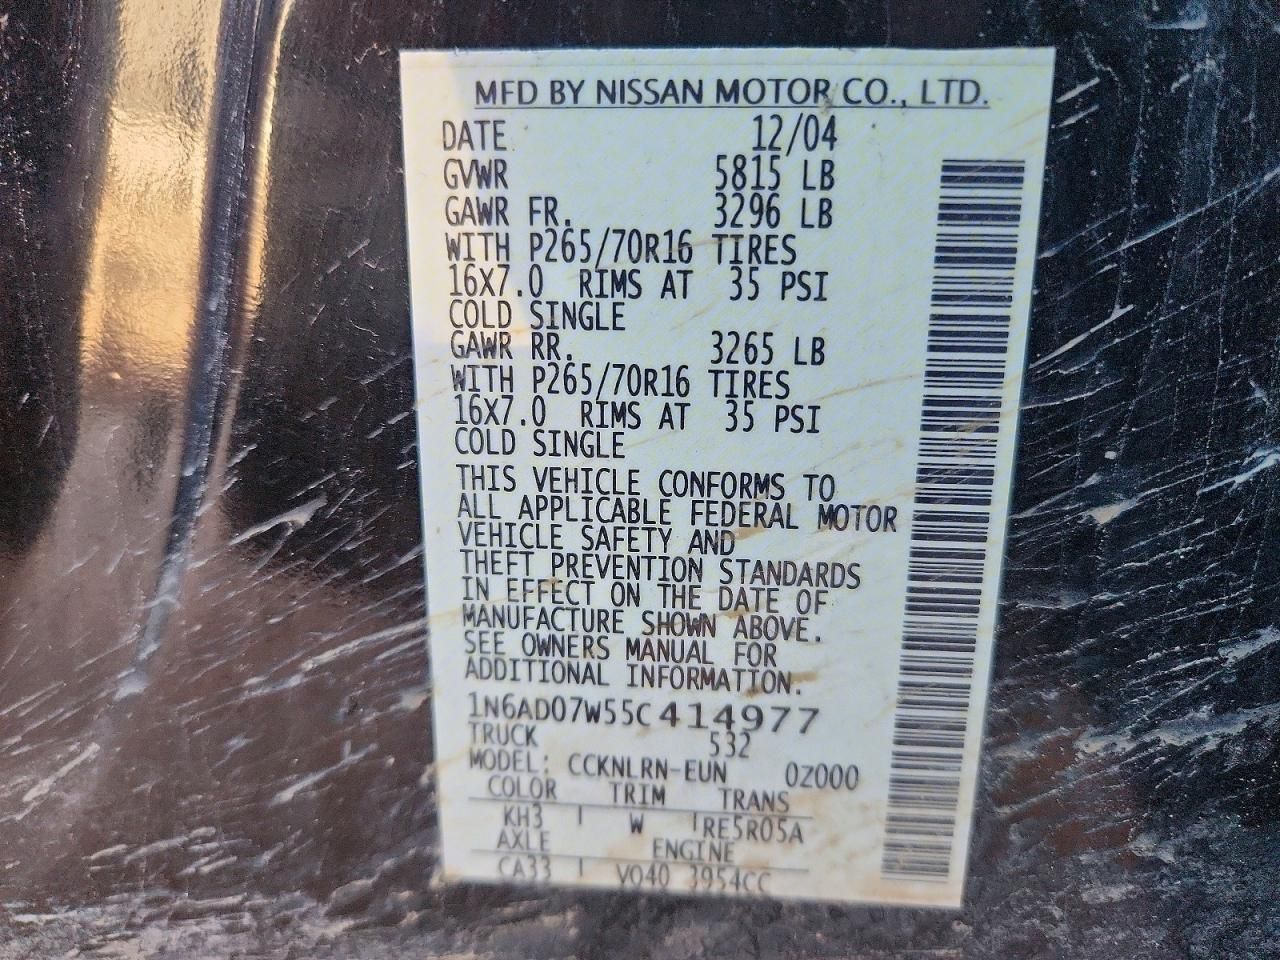 MFD BY NISSAN MOTOR CO., LTD.
DATE 12/04
GVWR 5815 LB
GAWR FR. 3296 LB
WITH P265/70R16 TIRES
16X7.0 RIMS AT 35 PSI
COLD SINGLE
GAWR RR. 3265 LB
WITH P265/70R16 TIRES
16X7.0 RIMS AT 35 PSI
COLD SINGLE
THIS VEHICLE CONFORMS TO
ALL APPLICABLE FEDERAL MOTOR
VEHICLE SAFETY AND
THEFT PREVENTION STANDARDS
IN EFFECT ON THE DATE OF
MANUFACTURE SHOWN ABOVE.
SEE OWNERS MANUAL FOR
ADDITIONAL INFORMATION.
1N6AD07W55C414977
TRUCK 532
MODEL: CCKNLRN-EUN 0Z000
COLOR TRIM TRANS
KH3 W RE5R05A
AXLE ENGINE
CA33 VQ40 3954CC